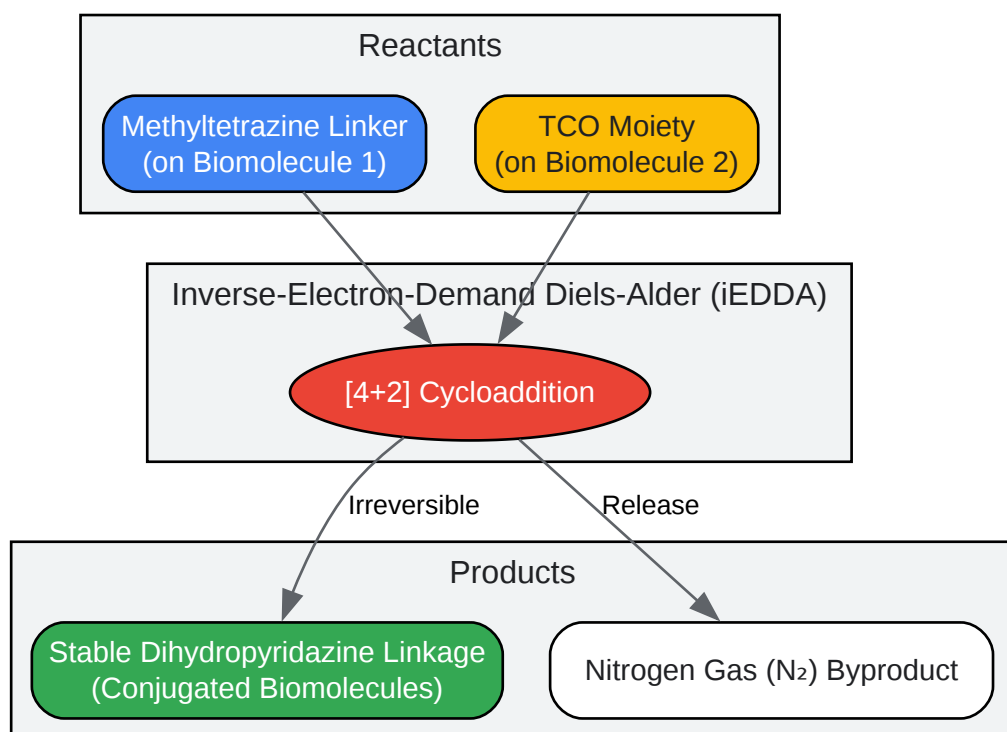 Reactants
Methyltetrazine Linker
(on Biomolecule 1)
TCO Moiety
(on Biomolecule 2)
Inverse-Electron-Demand Diels-Alder (iEDDA)
[4+2] Cycloaddition
Irreversible
Release
Products
Stable Dihydropyridazine Linkage
(Conjugated Biomolecules)
Nitrogen Gas (N₂) Byproduct